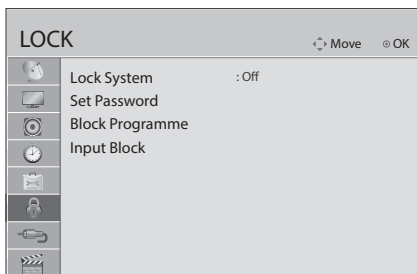 LOCK
Move
OK
Lock System : Off
Set Password
Block Programme
Input Block